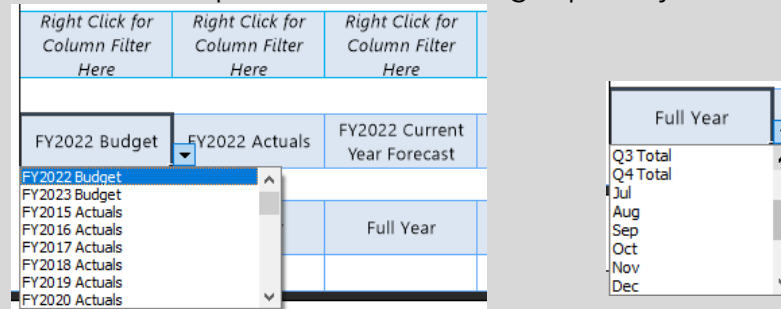 Right Click for
Column Filter
Here
Right Click for
Column Filter
Here
Right Click for
Column Filter
Here
FY2022 Budget
FY2022 Actuals
FY2022 Current
Year Forecast
FY2022 Budget
FY2023 Budget
FY2015 Actuals
FY2016 Actuals
FY2017 Actuals
FY2018 Actuals
FY2019 Actuals
FY2020 Actuals
Full Year
Full Year
Q3 Total
Q4 Total
Jul
Aug
Sep
Oct
Nov
Dec